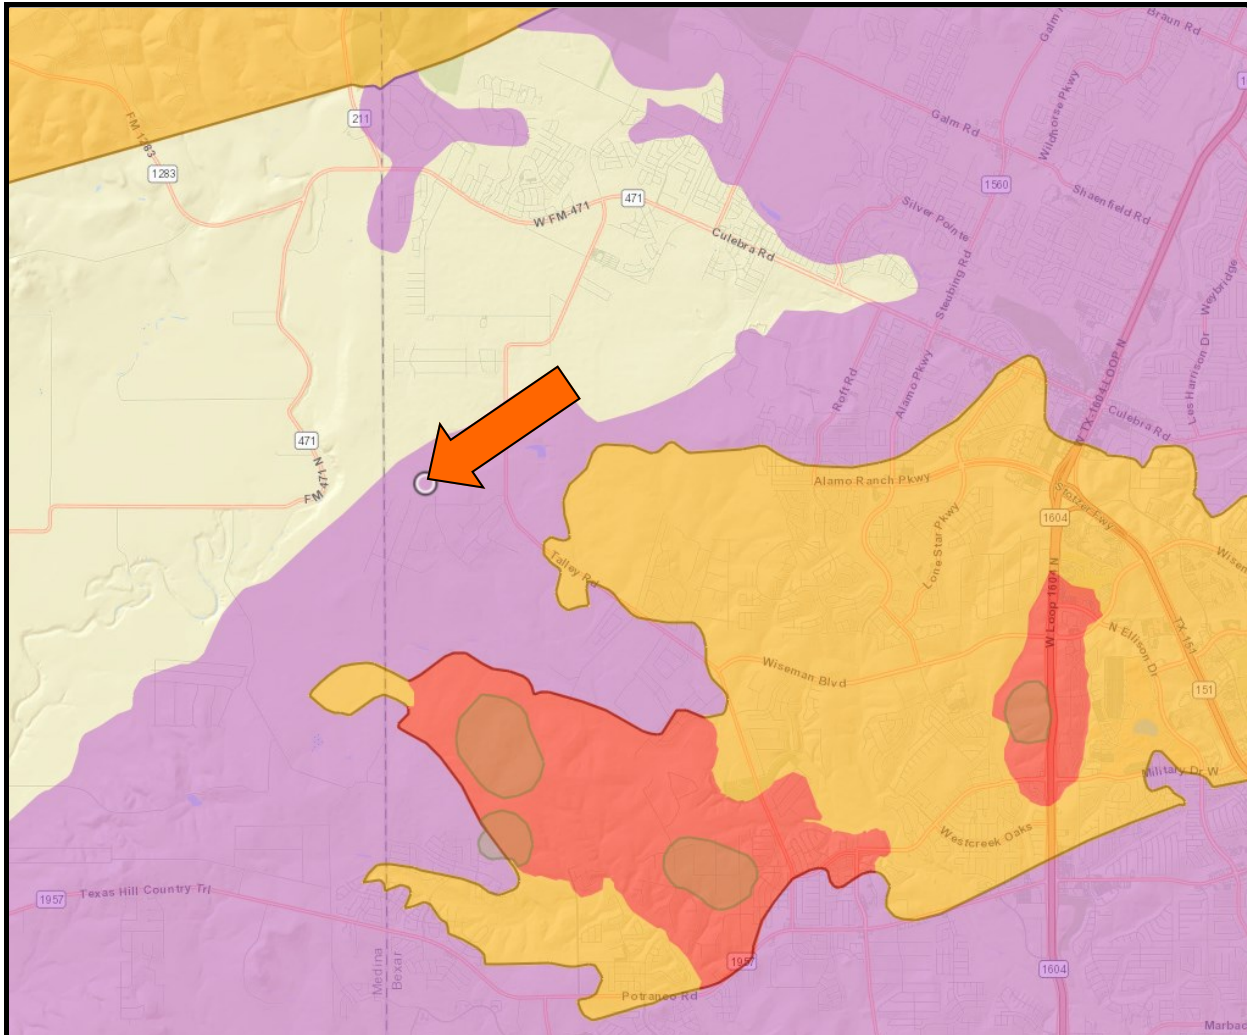 Braun Rd
Galm
1
211
Wildhorse Pkwy
FM 1283
Galm Rd
1283
1560
Shaenfield Rd
471
W FM-471
Silver Pointe
Culebra Rd
Steubing Rd
Weybridge
Les Harrison Dr
W TX-1604-LOOP N
Roft Rd
Alamo Pkwy
Culebra Rd
471
FM 471 N
Alamo Ranch Pkwy
Stotzer Fwy
1604
Lone Star Pkwy
Talley Rd
W Loop 1604 N
N Ellison Dr
TX-151
Wiseman Blvd
151
Military Dr W
Westcreek Oaks
Texas Hill Country Trl
1957
Medina
Bexar
1957
1604
Potranco Rd